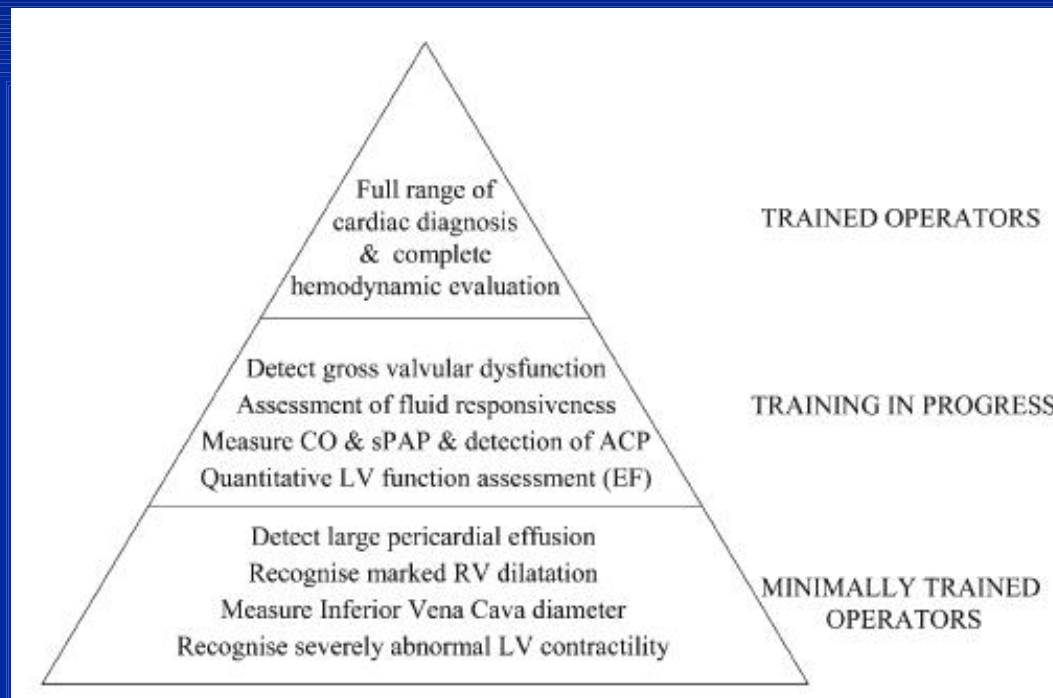 Full range of
cardiac diagnosis
& complete
hemodynamic evaluation
TRAINED OPERATORS
Detect gross valvular dysfunction
Assessment of fluid responsiveness
Measure CO & sPAP & detection of ACP
Quantitative LV function assessment (EF)
TRAINING IN PROGRESS
Detect large pericardial effusion
Recognise marked RV dilatation
Measure Inferior Vena Cava diameter
Recognise severely abnormal LV contractility
MINIMALLY TRAINED
OPERATORS